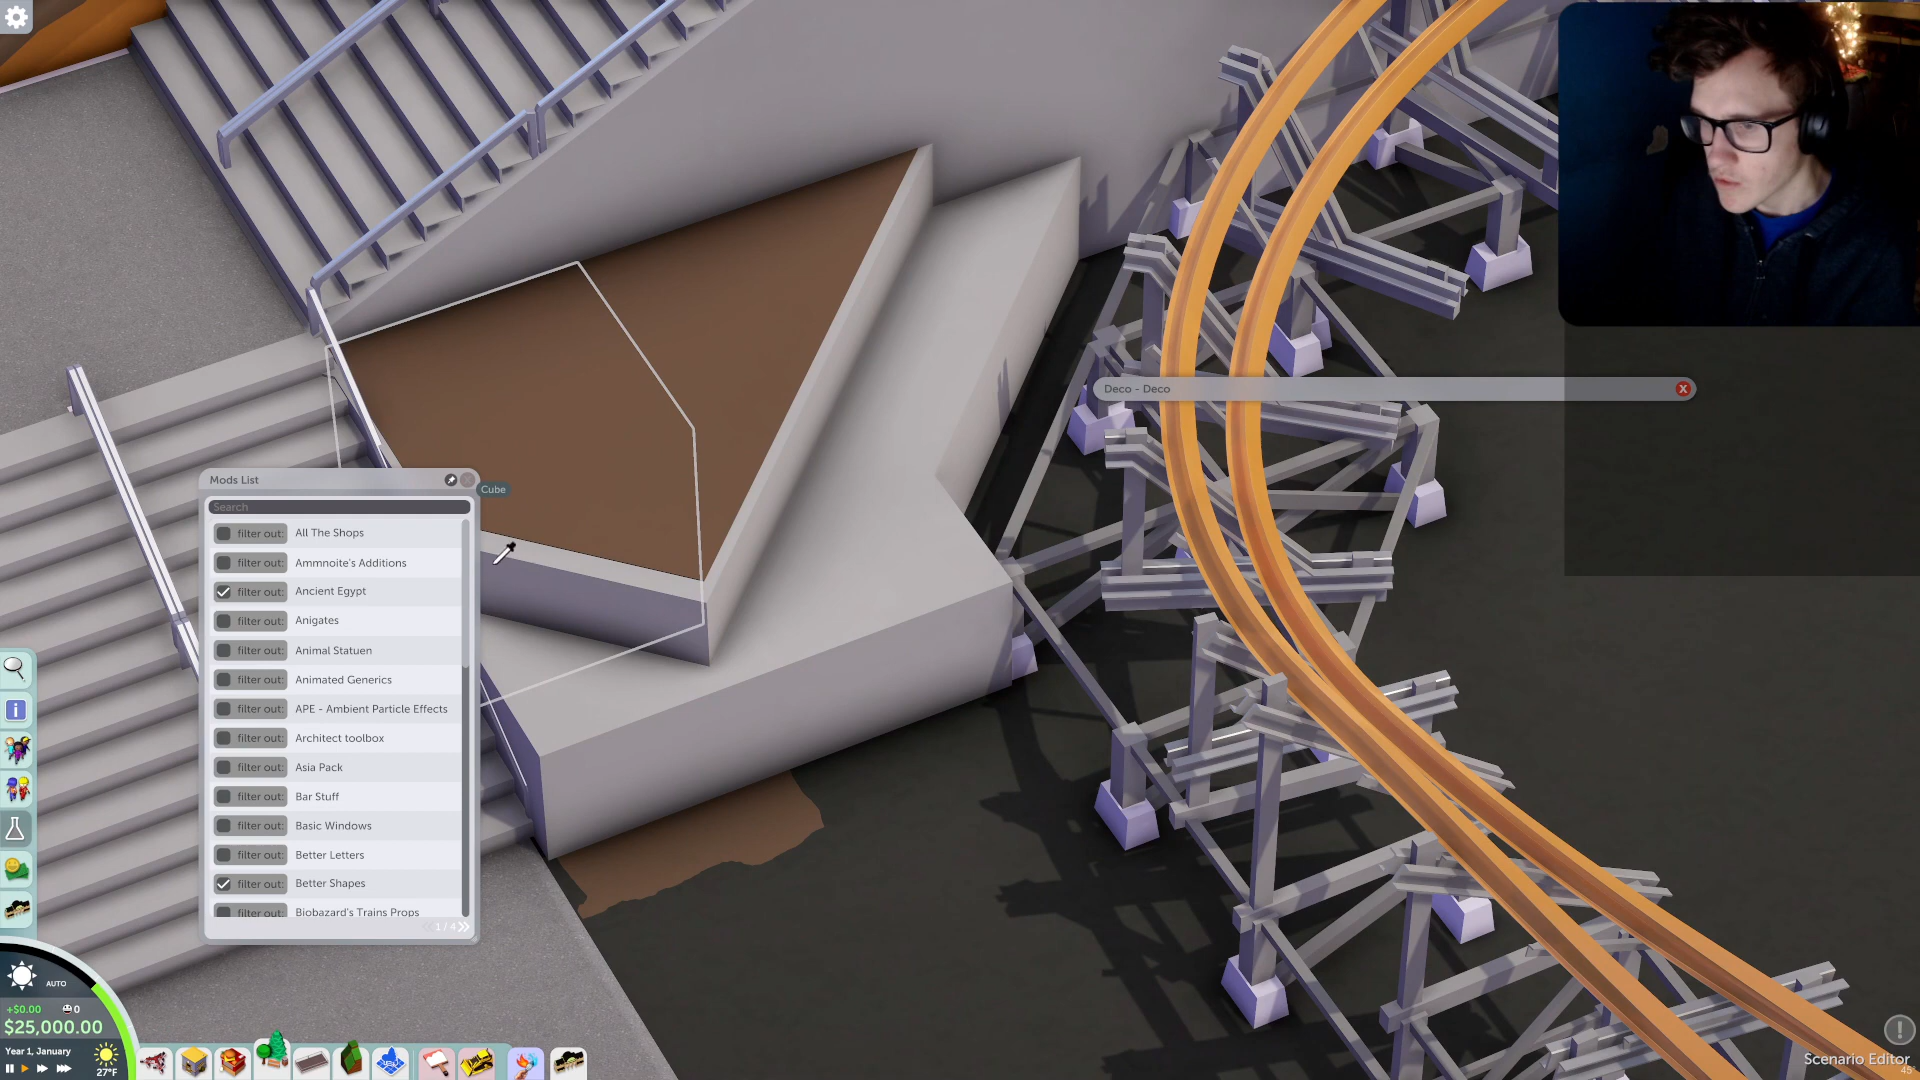 Deco - Deco
X
Mods List
Cube
Search
filter out: All The Shops
filter out: Ammnoite's Additions
filter out: Ancient Egypt
filter out: Anigates
filter out: Animal Statuen
filter out: Animated Generics
filter out: APE - Ambient Particle Effects
filter out: Architect toolbox
filter out: Asia Pack
filter out: Bar Stuff
filter out: Basic Windows
filter out: Better Letters
filter out: Better Shapes
filter out: Biobazard's Trains Props
1 / 4
AUTO
+$0.00 0
$25,000.00
Year 1, January
27°F
Scenario Editor
45°